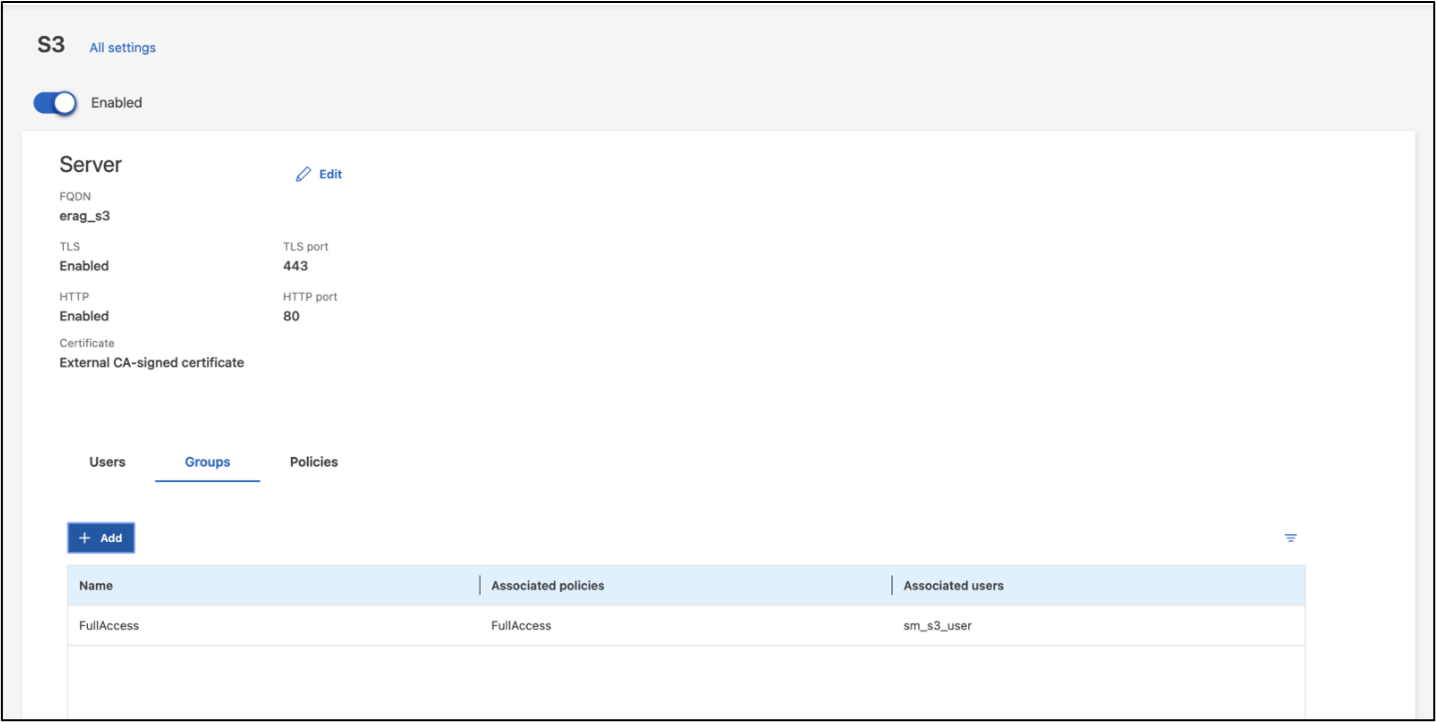 S3 All settings
Enabled
Server Edit
FQDN
erag_s3
TLS TLS port
Enabled 443
HTTP HTTP port
Enabled 80
Certificate
External CA-signed certificate
Users Groups Policies
+ Add
Name Associated policies Associated users
FullAccess FullAccess sm_s3_user